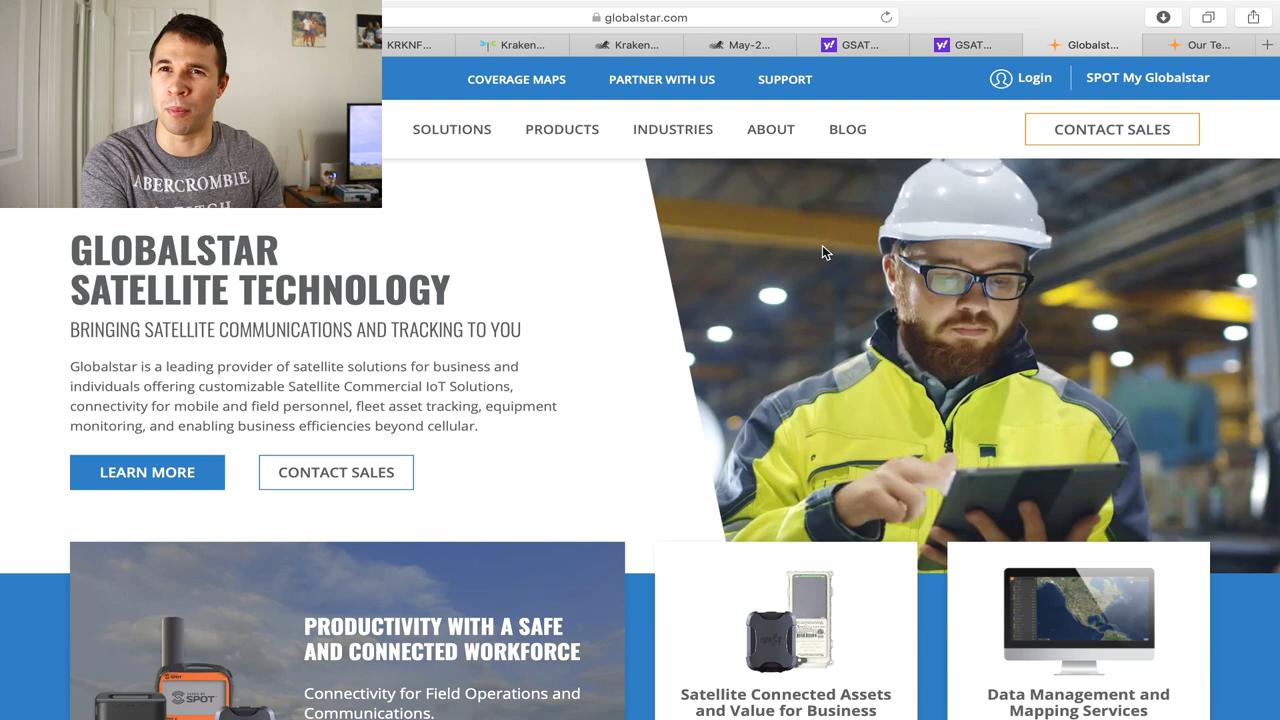 globalstar.com
KRKNF...
Kraken...
Kraken...
May-2...
GSAT...
GSAT...
Globalst...
Our Te...
COVERAGE MAPS
PARTNER WITH US
SUPPORT
Login
SPOT My Globalstar
SOLUTIONS
PRODUCTS
INDUSTRIES
ABOUT
BLOG
CONTACT SALES
ABERCROMBIE
GLOBALSTAR
SATELLITE TECHNOLOGY
BRINGING SATELLITE COMMUNICATIONS AND TRACKING TO YOU
Globalstar is a leading provider of satellite solutions for business and
individuals offering customizable Satellite Commercial IoT Solutions,
connectivity for mobile and field personnel, fleet asset tracking, equipment
monitoring, and enabling business efficiencies beyond cellular.
LEARN MORE
CONTACT SALES
PRODUCTIVITY WITH A SAFE
AND CONNECTED WORKFORCE
Connectivity for Field Operations and
Communications.
SPOT
Satellite Connected Assets
and Value for Business
Data Management and
Mapping Services